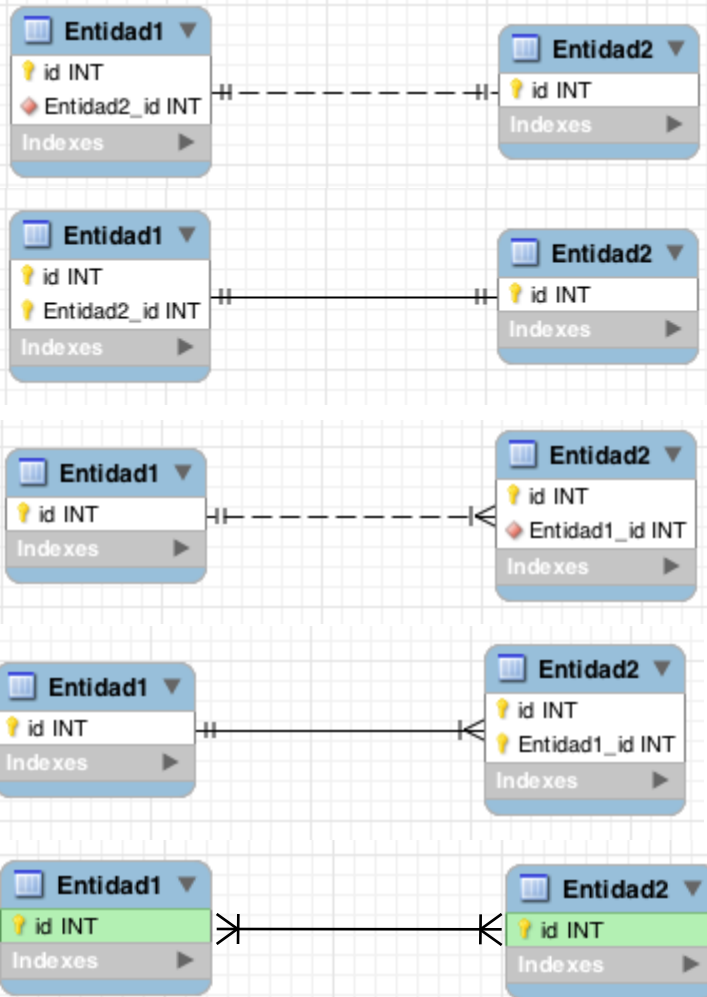 Entidad1
id INT
Entidad2_id INT
Indexes
Entidad2
id INT
Indexes
Entidad1
id INT
Entidad2_id INT
Indexes
Entidad2
id INT
Indexes
Entidad1
id INT
Indexes
Entidad2
id INT
Entidad1_id INT
Indexes
Entidad1
id INT
Indexes
Entidad2
id INT
Entidad1_id INT
Indexes
Entidad1
id INT
Indexes
Entidad2
id INT
Indexes